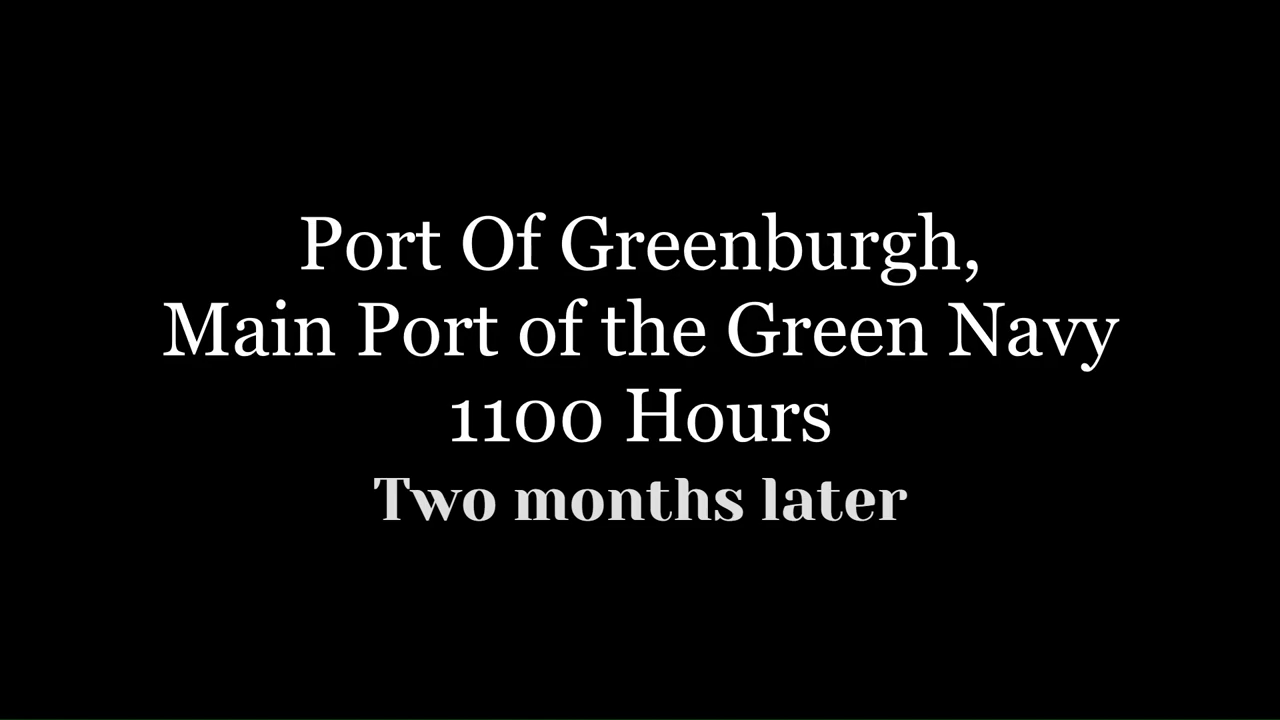 Port Of Greenburgh,
Main Port of the Green Navy
1100 Hours
Two months later